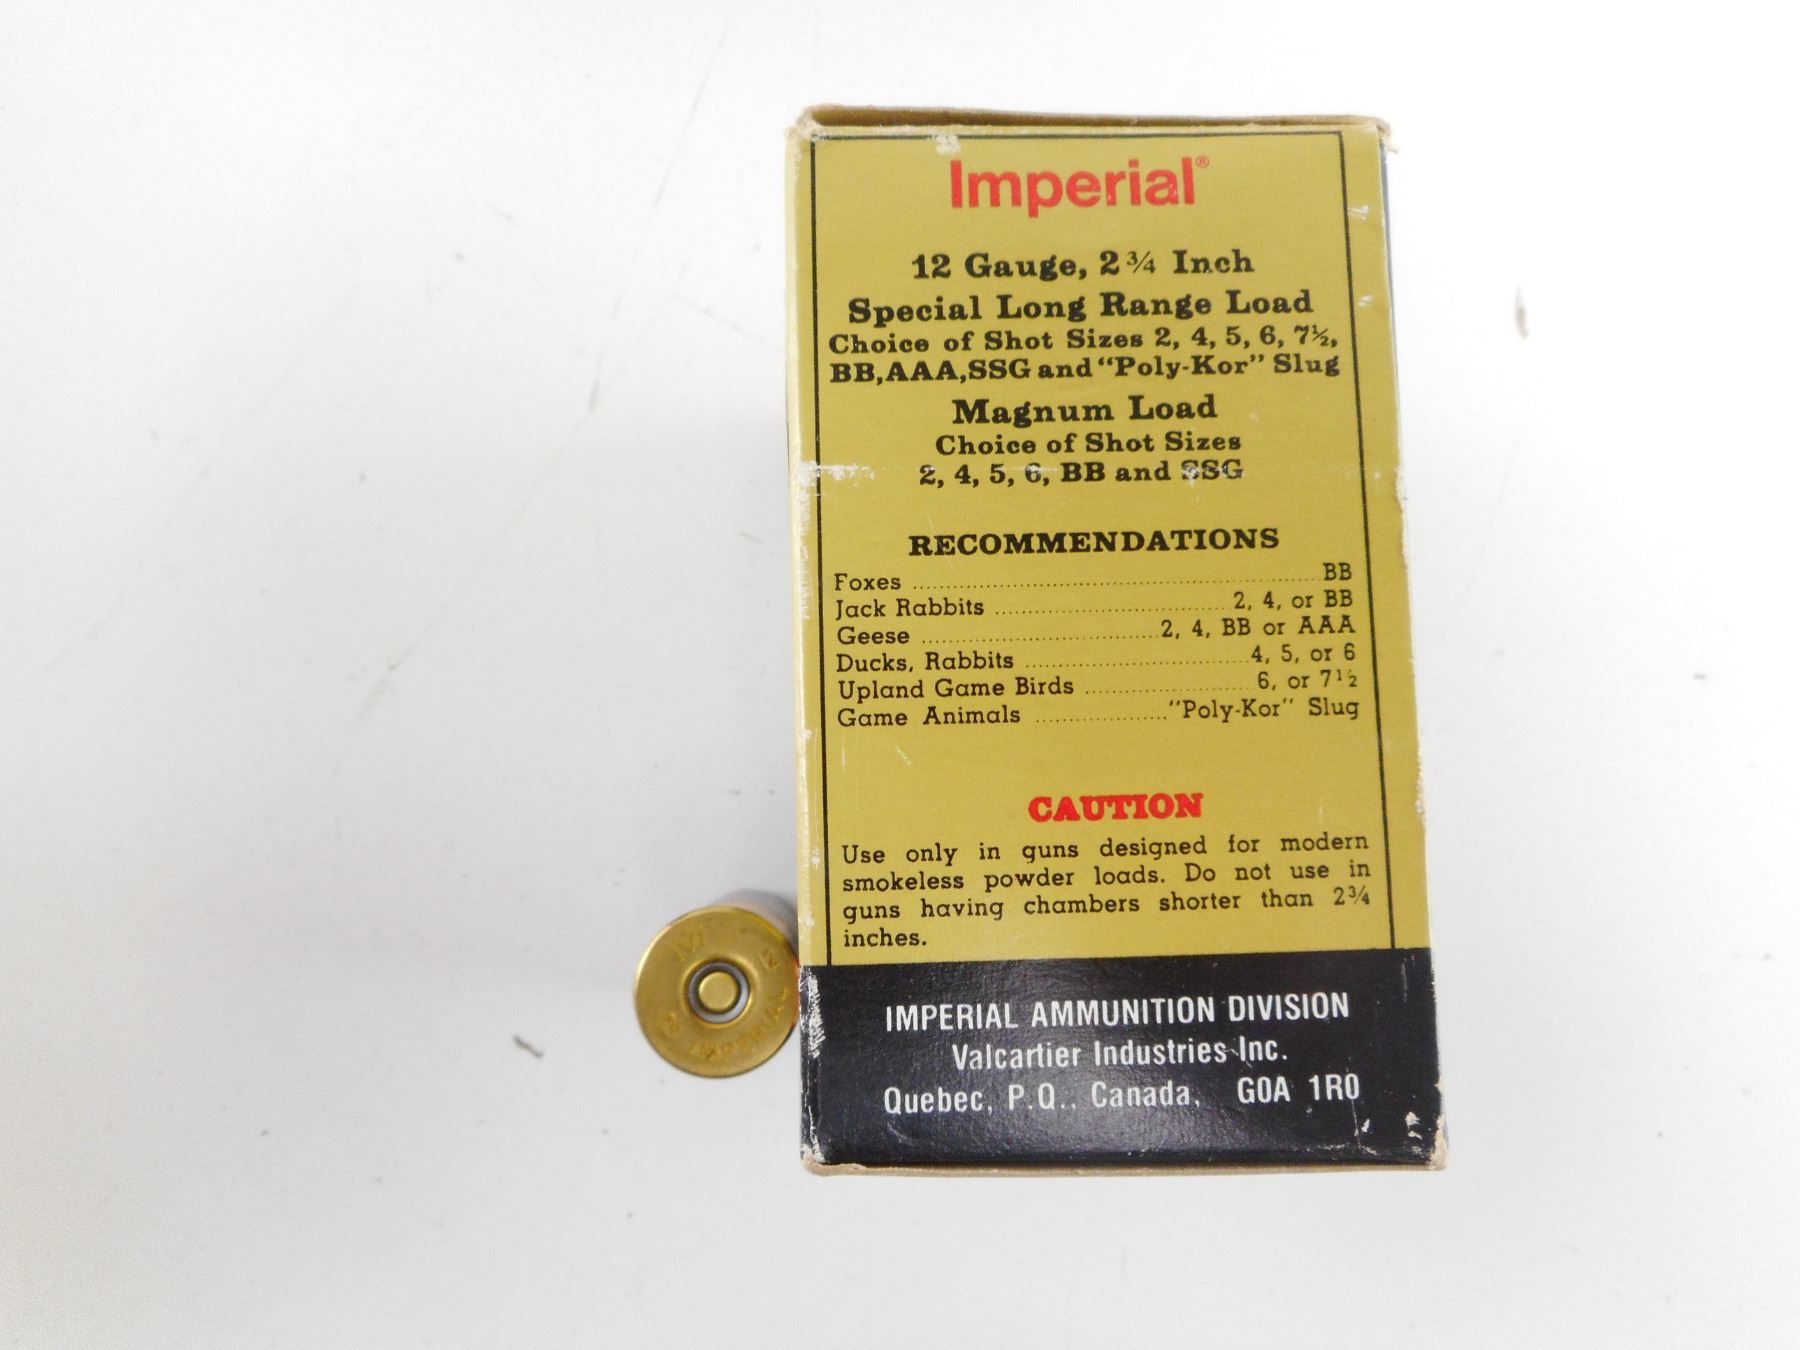 Imperial®
12 Gauge, 2 ¾ Inch
Special Long Range Load
Choice of Shot Sizes 2, 4, 5, 6, 7½,
BB, AAA, SSG and "Poly-Kor" Slug
Magnum Load
Choice of Shot Sizes
2, 4, 5, 6, BB and SSG
RECOMMENDATIONS
Foxes ........ BB
Jack Rabbits ........ 2, 4, or BB
Geese ........ 2, 4, BB or AAA
Ducks, Rabbits ........ 4, 5, or 6
Upland Game Birds ........ 6, or 7½
Game Animals ........ "Poly-Kor" Slug
CAUTION
Use only in guns designed for modern
smokeless powder loads. Do not use in
guns having chambers shorter than 2¾
inches.
IMPERIAL AMMUNITION DIVISION
Valcartier Industries Inc.
Quebec, P.Q., Canada, G0A 1R0
12 IMPERIAL 12